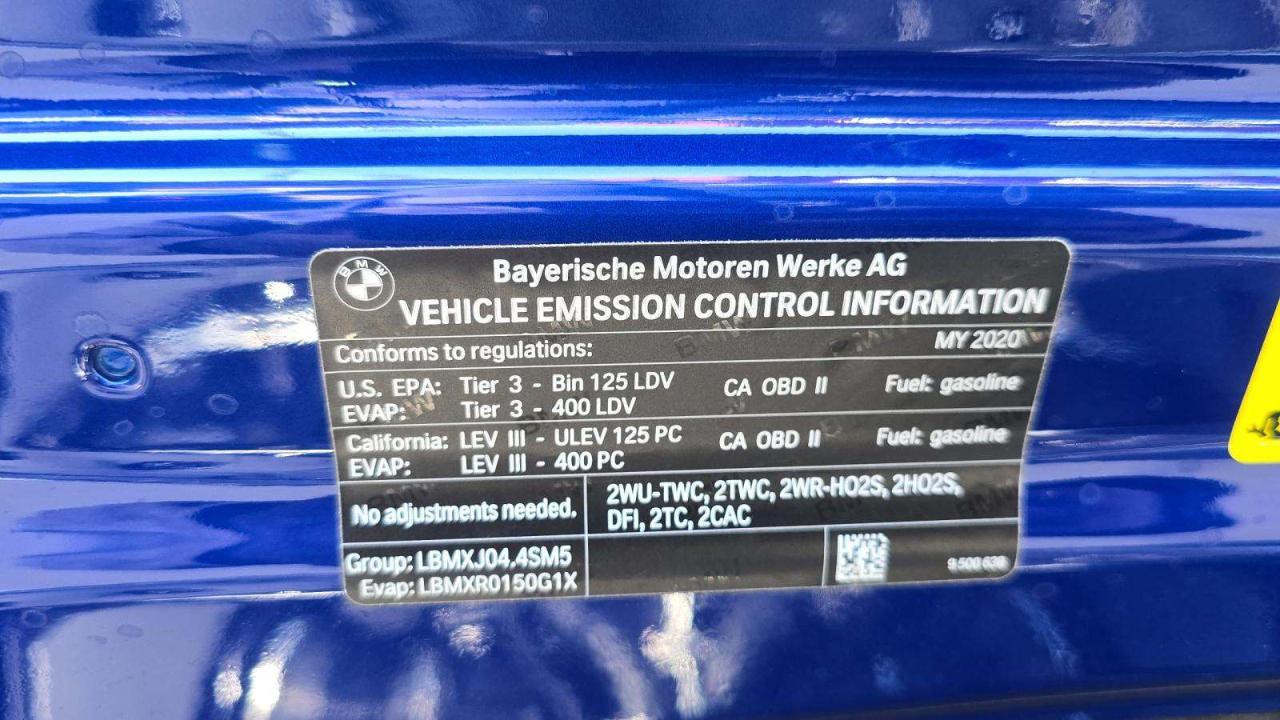 BMW
Bayerische Motoren Werke AG
VEHICLE EMISSION CONTROL INFORMATION
Conforms to regulations: MY 2020
U.S. EPA: Tier 3 - Bin 125 LDV CA OBD II Fuel: gasoline
EVAP: Tier 3 - 400 LDV
California: LEV III - ULEV 125 PC CA OBD II Fuel: gasoline
EVAP: LEV III - 400 PC
No adjustments needed. 2WU-TWC, 2TWC, 2WR-HO2S, 2HO2S,
DFI, 2TC, 2CAC
Group: LBMXJ04.4SM5
Evap: LBMXR0150G1X